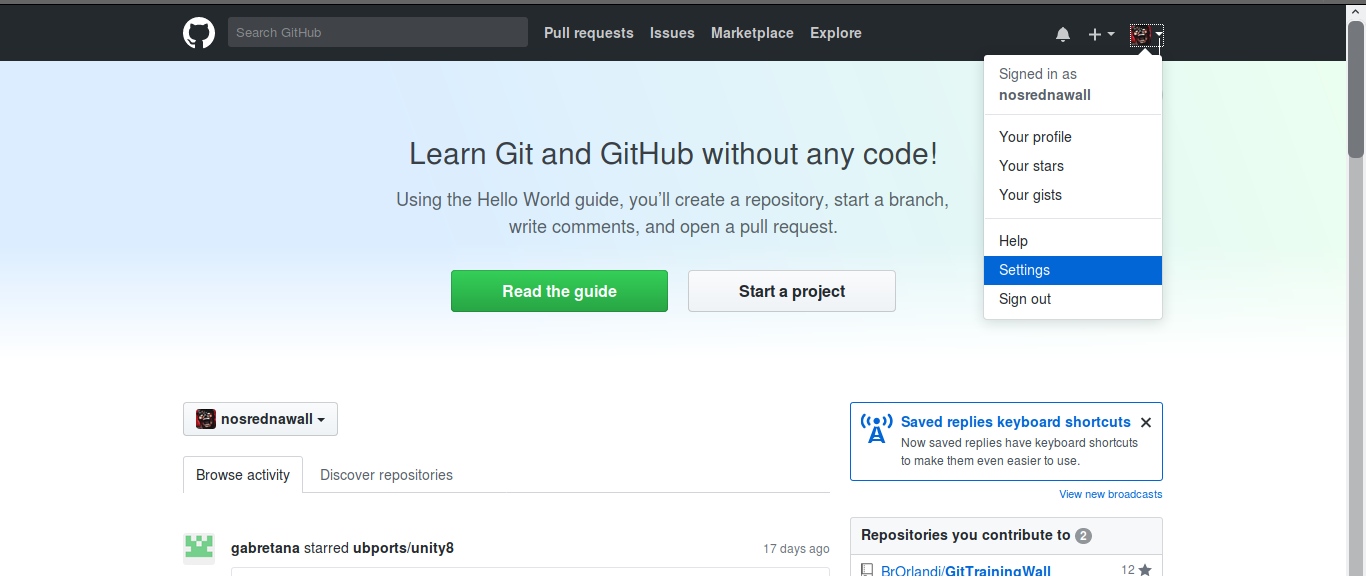 Search GitHub
Pull requests
Issues
Marketplace
Explore
Signed in as
nosrednawall
Your profile
Your stars
Your gists
Help
Settings
Sign out
Learn Git and GitHub without any code!
Using the Hello World guide, you’ll create a repository, start a branch,
write comments, and open a pull request.
Read the guide
Start a project
nosrednawall
Browse activity
Discover repositories
gabretana starred ubports/unity8
17 days ago
Saved replies keyboard shortcuts
Now saved replies have keyboard shortcuts
to make them even easier to use.
View new broadcasts
Repositories you contribute to 2
BrOrlandi/GitTrainingWall
12